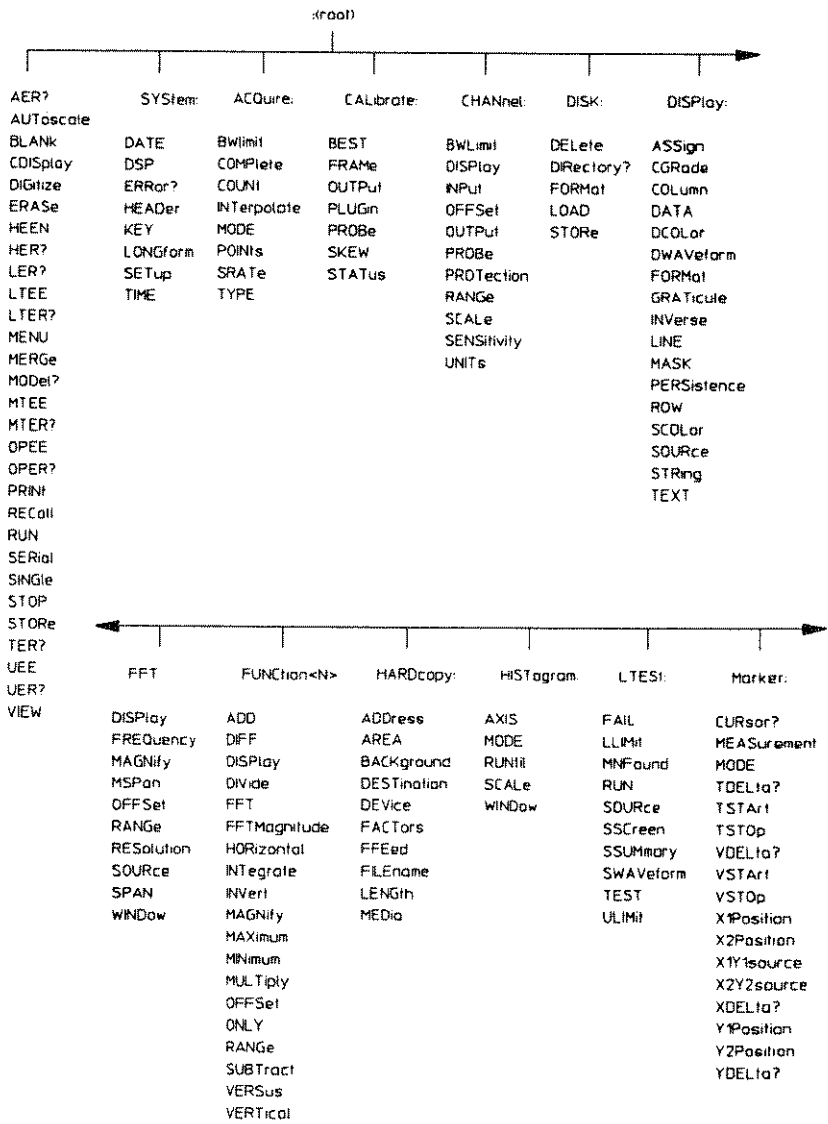 :(root)
AER?
AUToscale
BLANk
CDISplay
DIGitize
ERASe
HEEN
HER?
LER?
LTEE
LTER?
MENU
MERGe
MODel?
MTEE
MTER?
OPEE
OPER?
PRINt
RECall
RUN
SERial
SINGle
STOP
STORe
TER?
UEE
UER?
VIEW
SYStem:
DATE
DSP
ERRor?
HEADer
KEY
LONGform
SETup
TIME
ACQuire:
BWlimit
COMPlete
COUNt
INTerpolate
MODE
POINts
SRATe
TYPE
CALibrate:
BEST
FRAMe
OUTPut
PLUGin
PROBe
SKEW
STATus
CHANnel:
BWLimit
DISPlay
INPut
OFFSet
OUTPut
PROBe
PROTection
RANGe
SCALe
SENSitivity
UNITs
DISK:
DELete
DIRectory?
FORMat
LOAD
STORe
DISPlay:
ASSign
CGRade
COLumn
DATA
DCOLor
DWAVeform
FORMat
GRATicule
INVerse
LINE
MASK
PERSistence
ROW
SCOLor
SOURce
STRing
TEXT
FFT
DISPlay
FREQuency
MAGNify
MSPan
OFFSet
RANGe
RESolution
SOURce
SPAN
WINDow
FUNCtion<N>
ADD
DIFF
DISPlay
DIVide
FFT
FFTMagnitude
HORizontal
INTegrate
INVert
MAGNify
MAXimum
MINimum
MULTiply
OFFSet
ONLY
RANGe
SUBTract
VERSus
VERTical
HARDcopy:
ADDress
AREA
BACKground
DESTination
DEVice
FACTors
FFEed
FILEname
LENGth
MEDia
HISTogram
AXIS
MODE
RUNtil
SCALe
WINDow
LTESt:
FAIL
LLIMit
MNFound
RUN
SOURce
SSCreen
SSUMmary
SWAVeform
TEST
ULIMit
Marker:
CURsor?
MEASurement
MODE
TDELta?
TSTArt
TSTOp
VDELta?
VSTArt
VSTOp
X1Position
X2Position
X1Y1source
X2Y2source
XDELta?
Y1Position
Y2Position
YDELta?